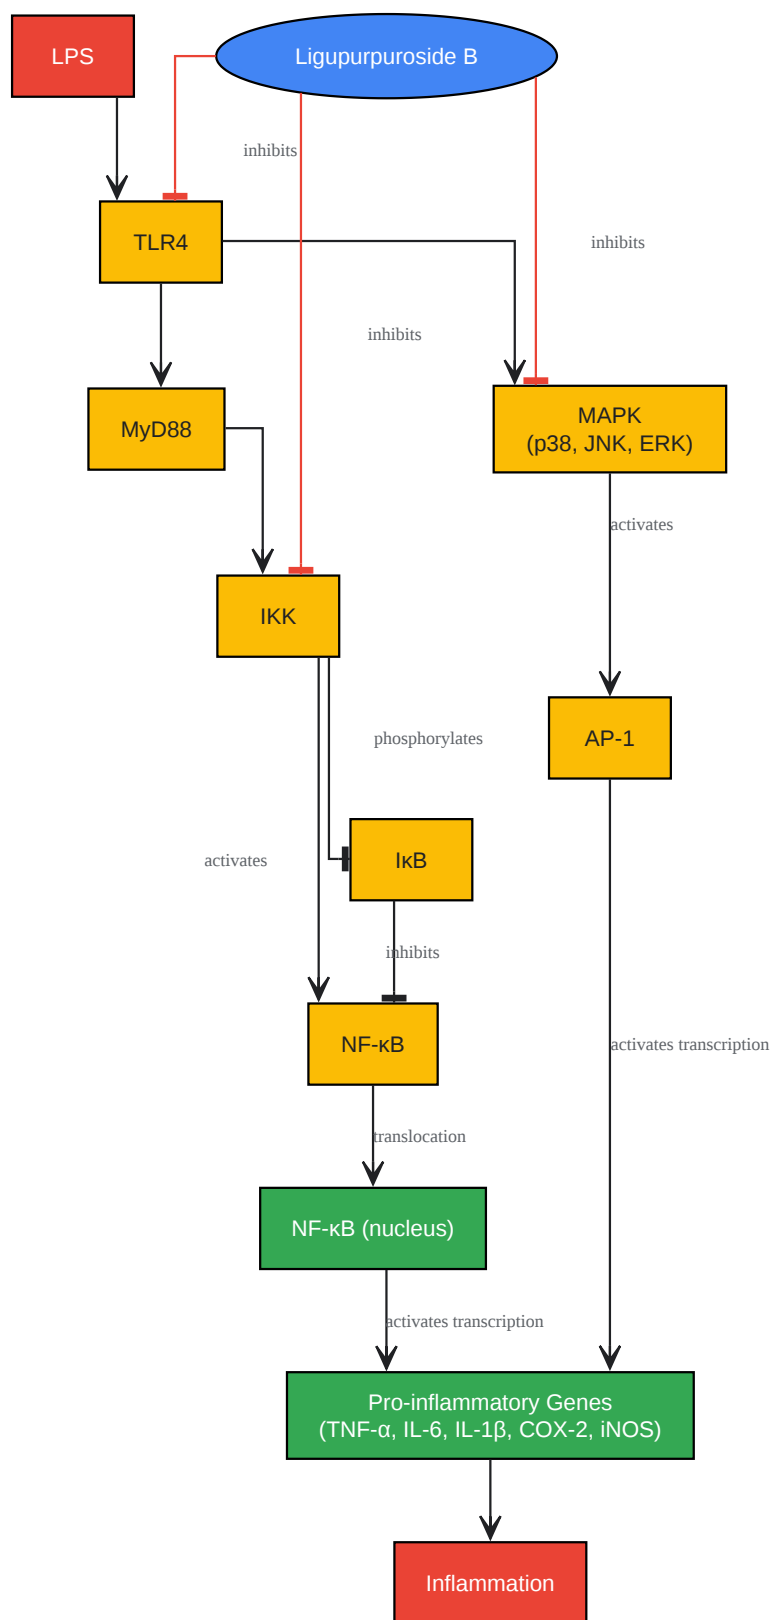 LPS
Ligupurpuroside B
inhibits
TLR4
inhibits
inhibits
MyD88
MAPK
(p38, JNK, ERK)
activates
IKK
phosphorylates
AP-1
activates
IκB
inhibits
NF-κB
activates transcription
translocation
NF-κB (nucleus)
activates transcription
Pro-inflammatory Genes
(TNF-α, IL-6, IL-1β, COX-2, iNOS)
Inflammation